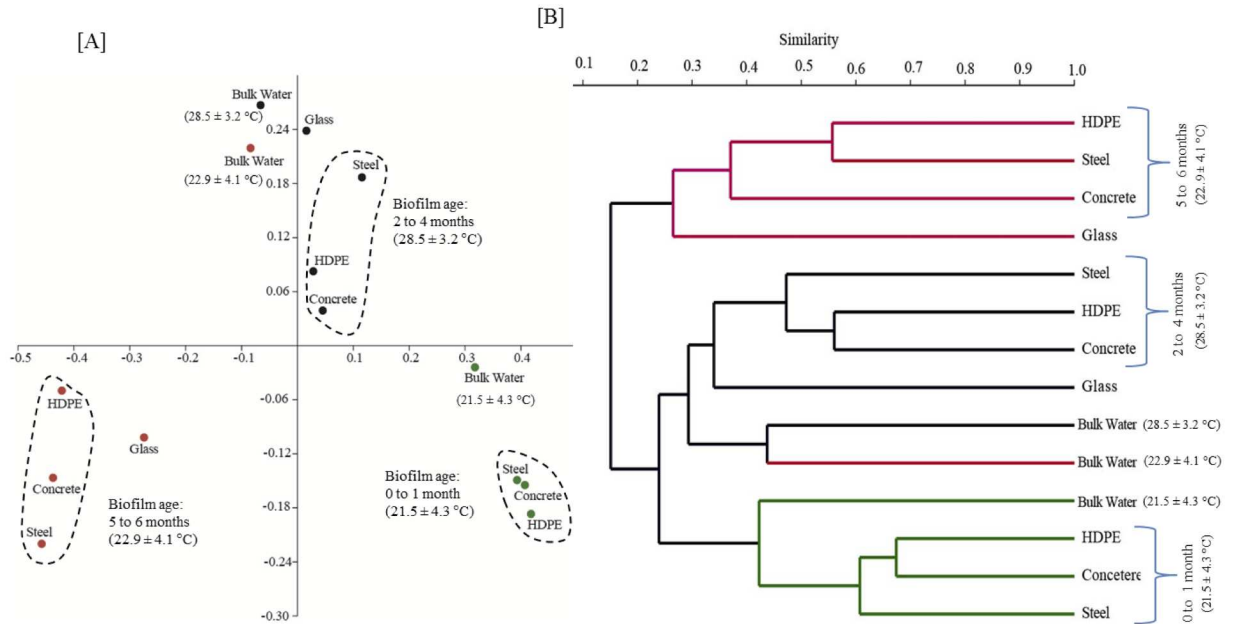 [A]
Bulk Water
(28.5 ± 3.2 °C)
Glass
0.24
Bulk Water
(22.9 ± 4.1 °C)
Steel
0.18
Biofilm age:
2 to 4 months
(28.5 ± 3.2 °C)
0.12
HDPE
0.06
Concrete
-0.5
-0.2
-0.3
-0.2
-0.1
0.1
0.2
0.3
0.4
Bulk Water
(21.5 ± 4.3 °C)
-0.06
HDPE
Glass
-0.12
Concrete
Biofilm age:
5 to 6 months
(22.9 ± 4.1 °C)
Steel
Biofilm age:
0 to 1 month
(21.5 ± 4.3 °C)
Steel
Concrete
HDPE
-0.18
-0.24
-0.30
[B]
Similarity
0.1 0.2 0.3 0.4 0.5 0.6 0.7 0.8 0.9 1.0
HDPE
Steel
Concrete
5 to 6 months
(22.9 ± 4.1 °C)
Glass
Steel
HDPE
Concrete
2 to 4 months
(28.5 ± 3.2 °C)
Glass
Bulk Water (28.5 ± 3.2 °C)
Bulk Water (22.9 ± 4.1 °C)
Bulk Water (21.5 ± 4.3 °C)
HDPE
Concetere
Steel
0 to 1 month
(21.5 ± 4.3 °C)